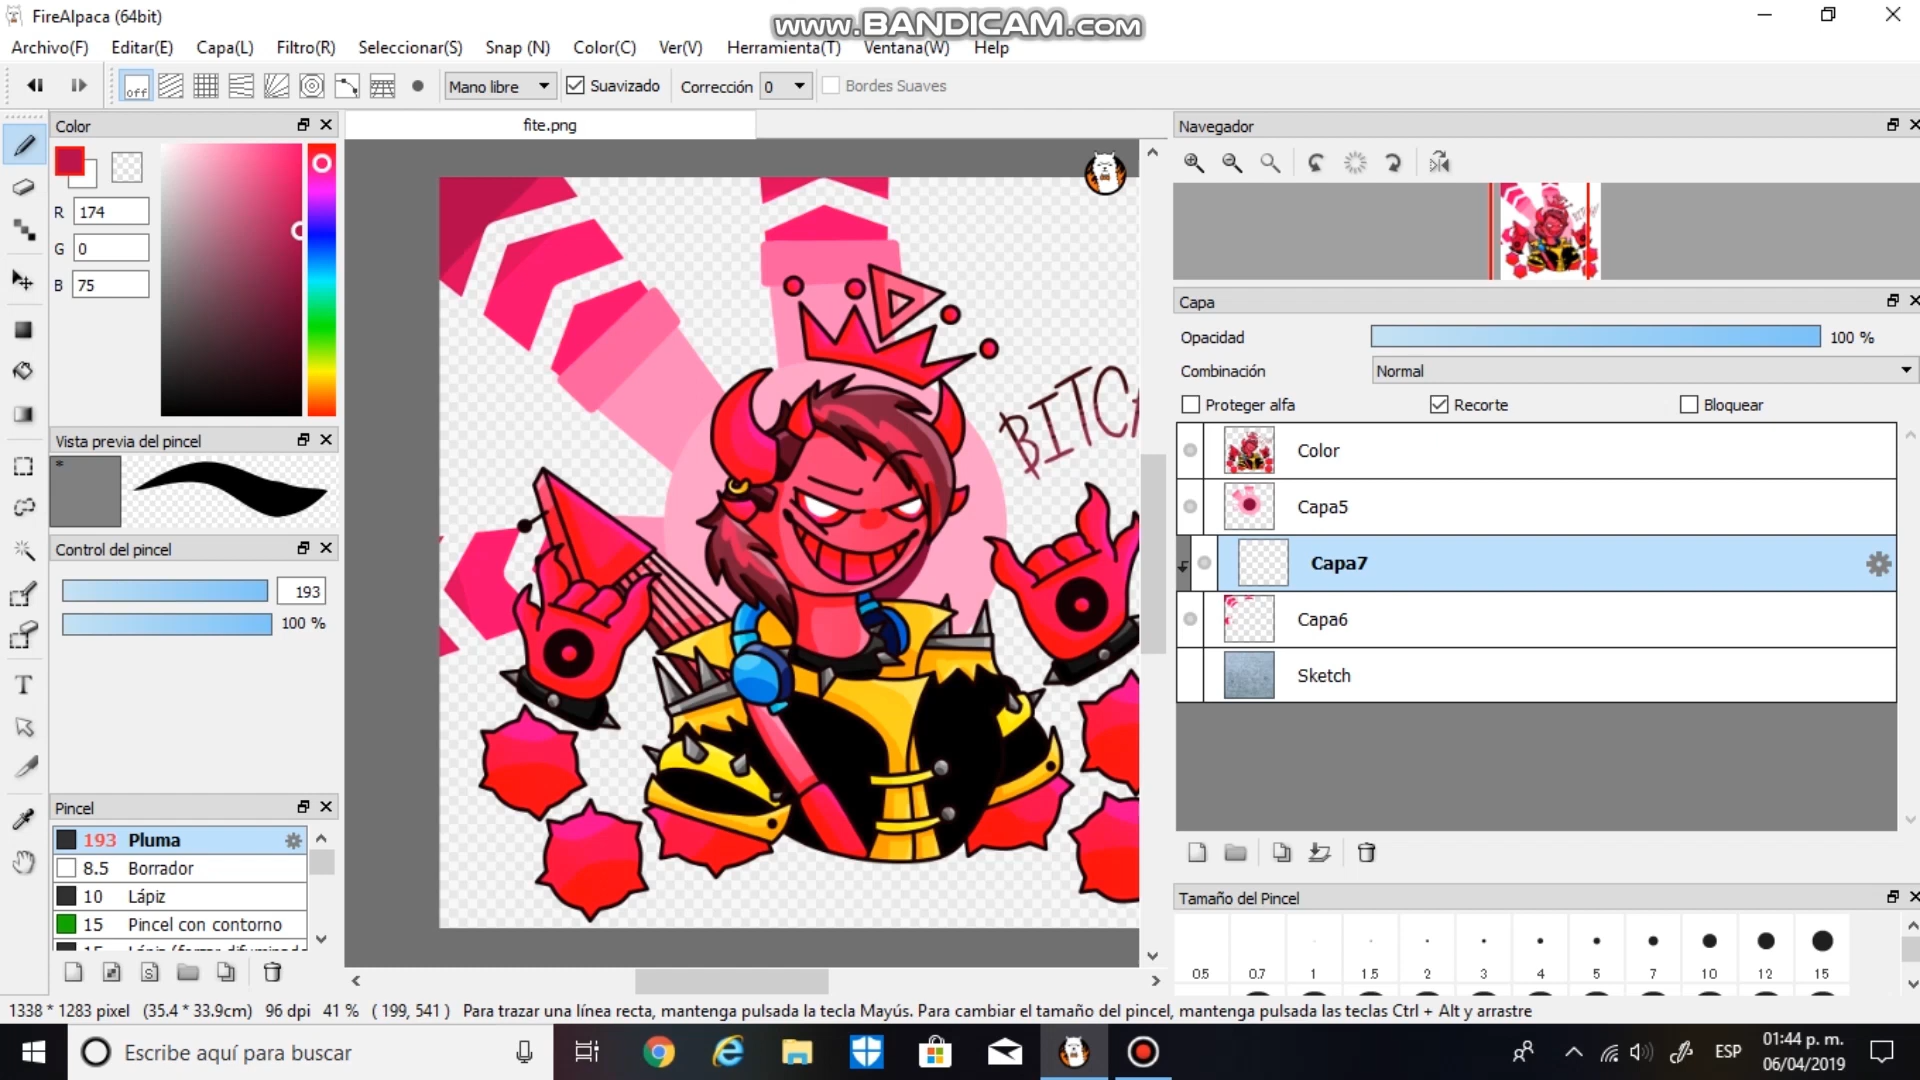 FireAlpaca (64bit)
www.BANDICAM.com
Archivo(F) Editar(E) Capa(L) Filtro(R) Seleccionar(S) Snap (N) Color(C) Ver(V) Herramienta(T) Ventana(W) Help
off Mano libre Suavizado Corrección 0 Bordes Suaves
Color
fite.png
Navegador
R 174
G 0
B 75
Capa
Opacidad 100 %
Combinación Normal
Proteger alfa Recorte Bloquear
BITC
Vista previa del pincel
*
Color
Capa5
Control del pincel
193
100 %
Capa7
Capa6
Sketch
Pincel
193 Pluma
8.5 Borrador
10 Lápiz
15 Pincel con contorno
S
T
Tamaño del Pincel
0.5 0.7 1 1.5 2 3 4 5 7 10 12 15
1338 * 1283 pixel (35.4 * 33.9cm) 96 dpi 41 % ( 199, 541 ) Para trazar una línea recta, mantenga pulsada la tecla Mayús. Para cambiar el tamaño del pincel, mantenga pulsada las teclas Ctrl + Alt y arrastre
Escribe aquí para buscar
ESP
01:44 p. m.
06/04/2019